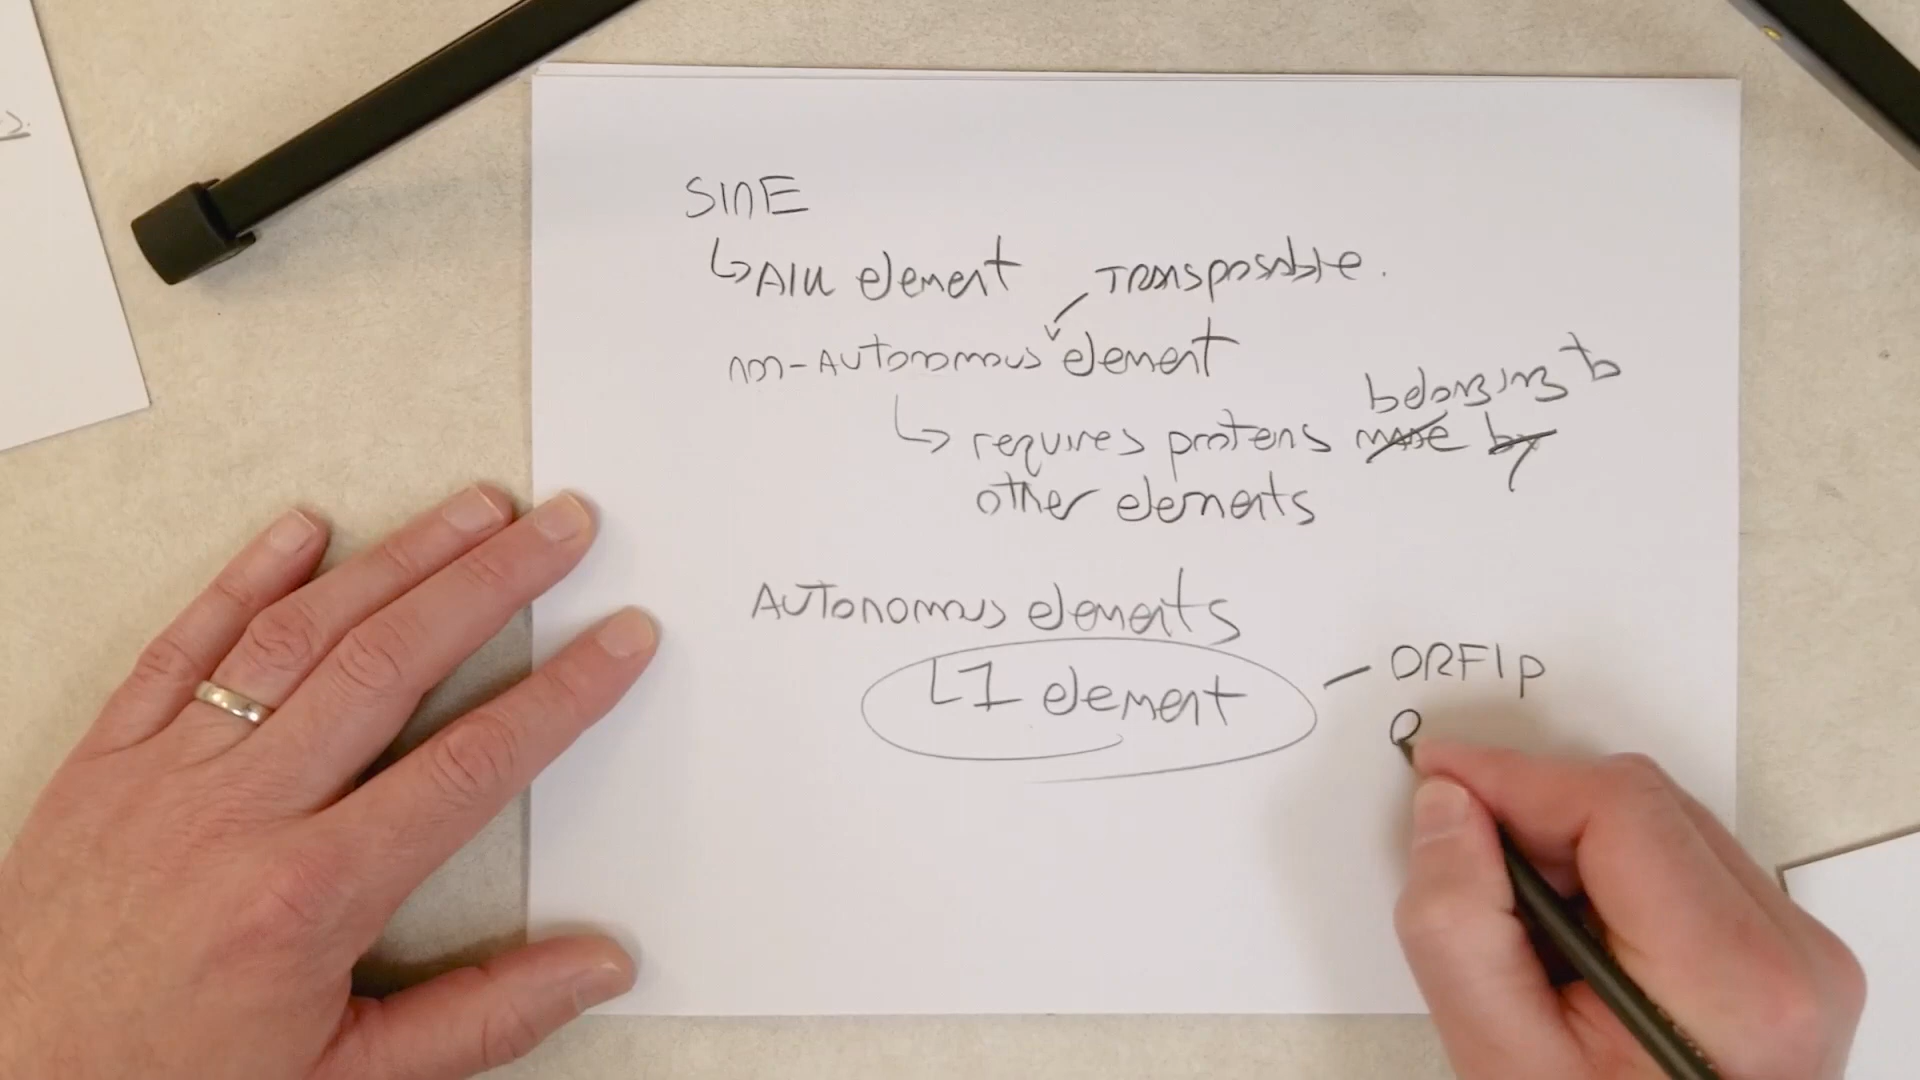 SINE
↳ Alu element
Transposable.
non-Autonomous element
belonging to
↳ requires protens made by
other elements
Autonomous elements
L1 element
ORF1p
O